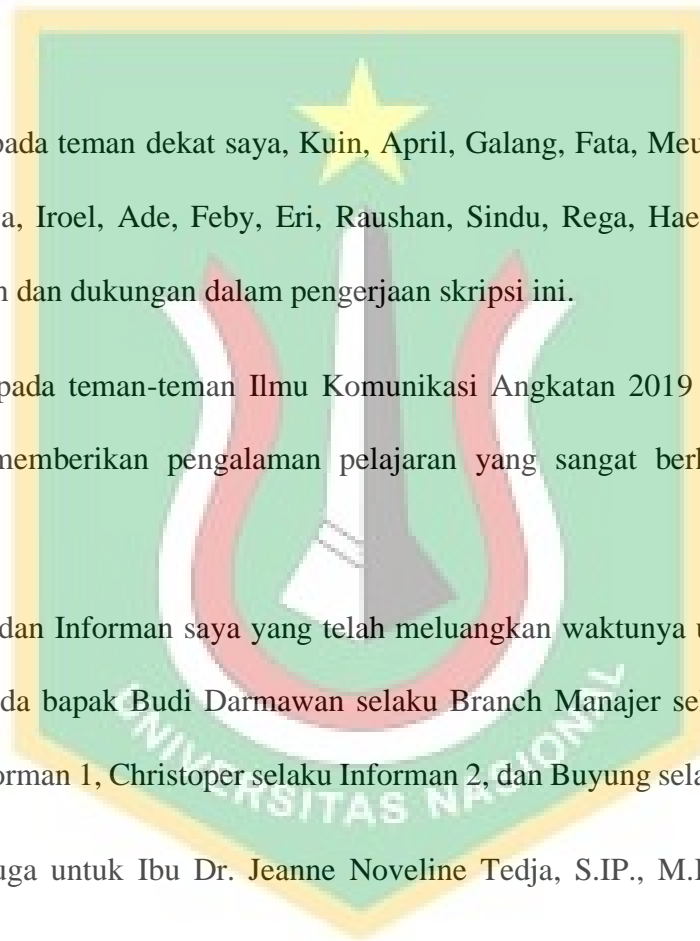 pada teman dekat saya, Kuin, April, Galang, Fata, Meu
a, Iroel, Ade, Feby, Eri, Raushan, Sindu, Rega, Hae
n dan dukungan dalam pengerjaan skripsi ini.
pada teman-teman Ilmu Komunikasi Angkatan 2019
memberikan pengalaman pelajaran yang sangat berl
dan Informan saya yang telah meluangkan waktunya u
da bapak Budi Darmawan selaku Branch Manajer se
orman 1, Christoper selaku Informan 2, dan Buyung sela
uga untuk Ibu Dr. Jeanne Noveline Tedja, S.IP., M.I
UNIVERSITAS NASIONAL